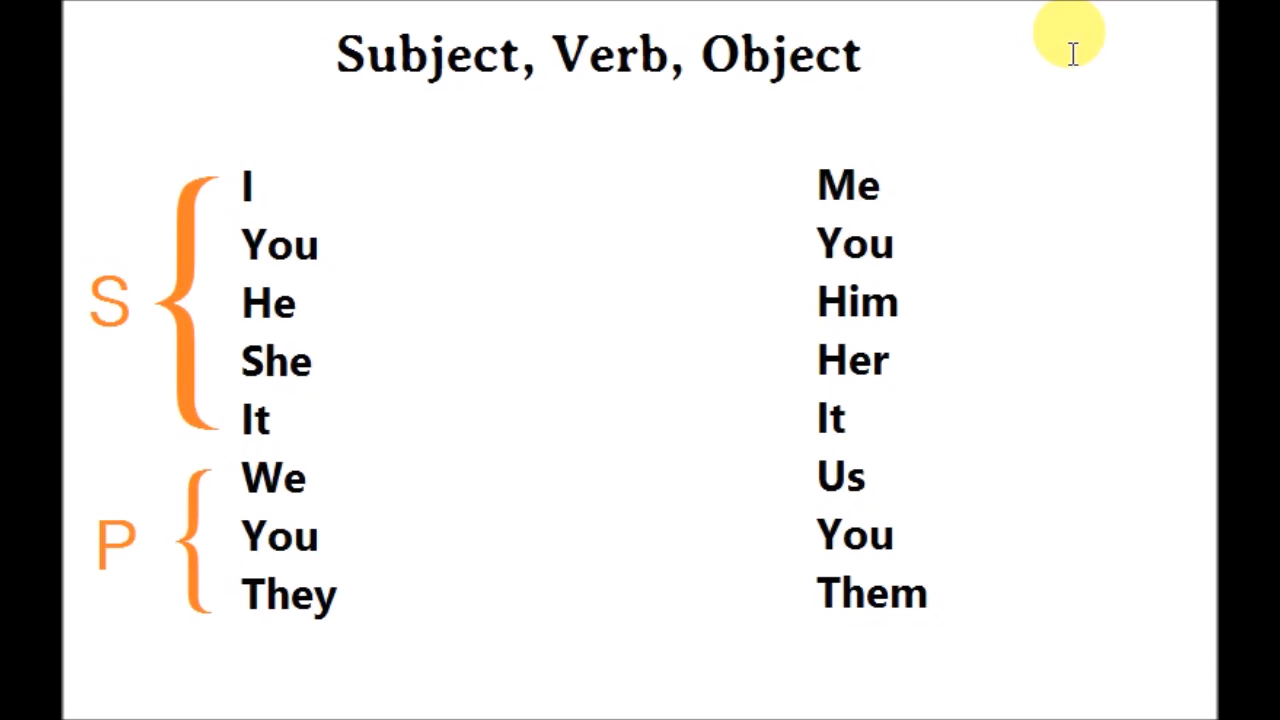 Subject, Verb, Object
I Me
You You
He Him
S She Her
It It
We Us
P You You
They Them